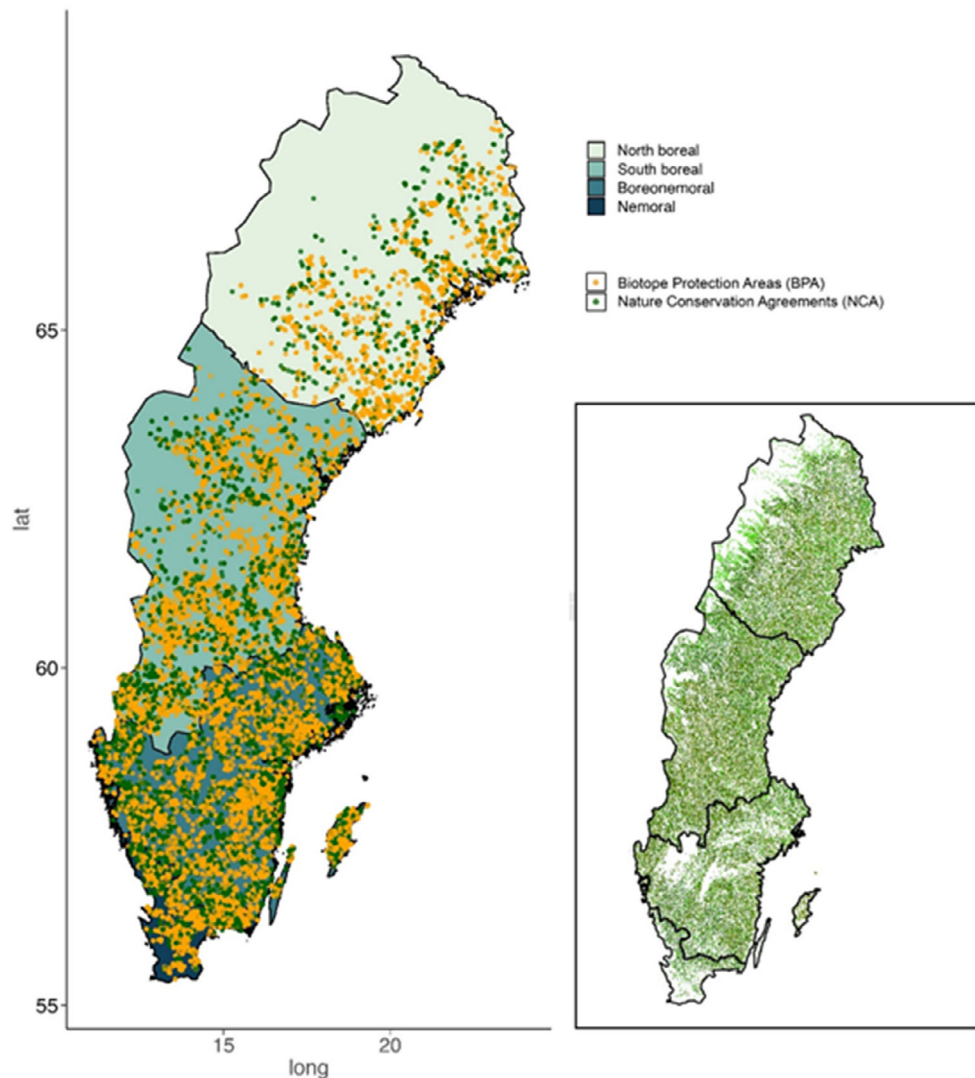 North boreal
South boreal
Boreonemoral
Nemoral
Biotope Protection Areas (BPA)
Nature Conservation Agreements (NCA)
65
60
55
lat
15 20
long